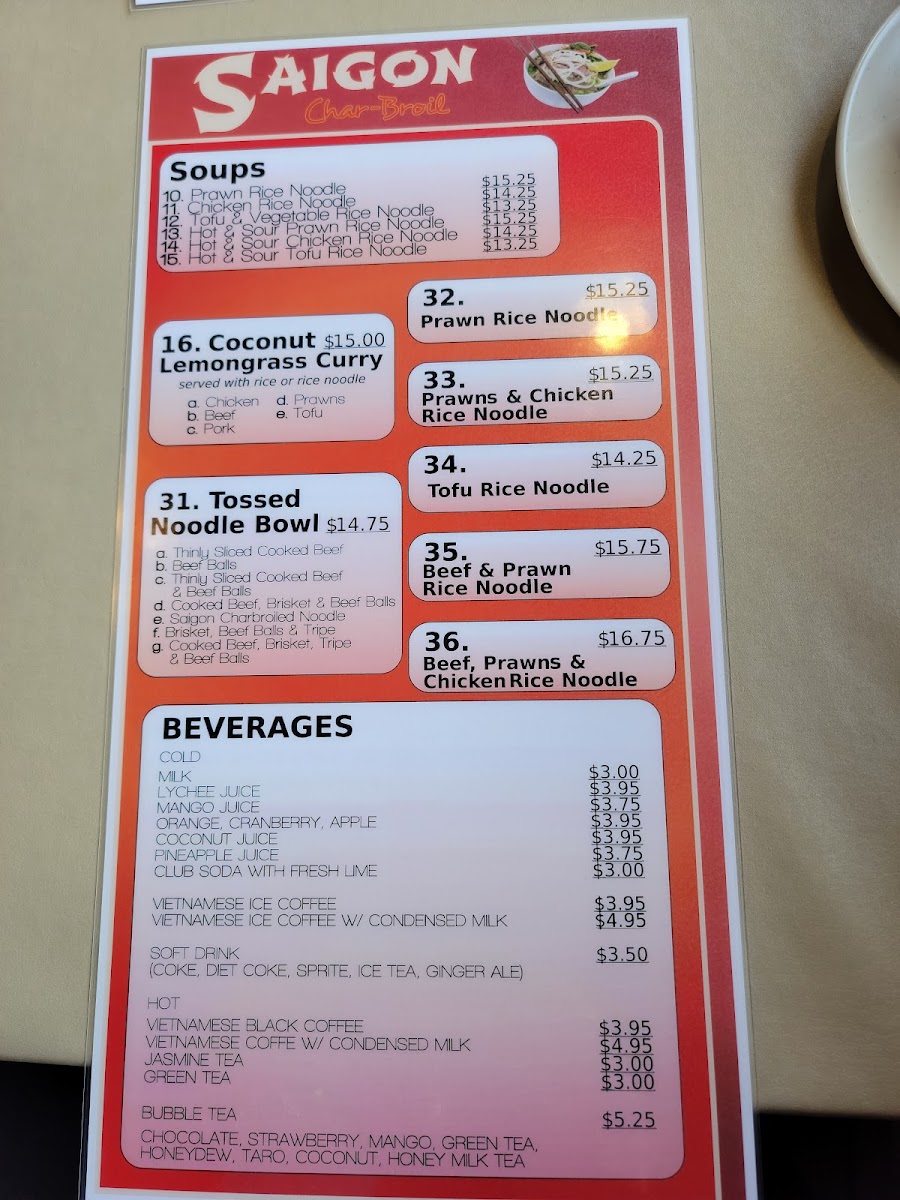 SAIGON
Char-Broil
Soups
10. Prawn Rice Noodle $15.25
11. Chicken Rice Noodle $14.25
12. Tofu & Vegetable Rice Noodle $13.25
13. Hot & Sour Prawn Rice Noodle $15.25
14. Hot & Sour Chicken Rice Noodle $14.25
15. Hot & Sour Tofu Rice Noodle $13.25
16. Coconut $15.00
Lemongrass Curry
served with rice or rice noodle
a. Chicken d. Prawns
b. Beef e. Tofu
c. Pork
31. Tossed
Noodle Bowl $14.75
a. Thinly Sliced Cooked Beef
b. Beef Balls
c. Thinly Sliced Cooked Beef
& Beef Balls
d. Cooked Beef, Brisket & Beef Balls
e. Saigon Charbroiled Noodle
f. Brisket, Beef Balls & Tripe
g. Cooked Beef, Brisket, Tripe
& Beef Balls
32. $15.25
Prawn Rice Noodle
33. $15.25
Prawns & Chicken
Rice Noodle
34. $14.25
Tofu Rice Noodle
35. $15.75
Beef & Prawn
Rice Noodle
36. $16.75
Beef, Prawns &
Chicken Rice Noodle
BEVERAGES
COLD
MILK $3.00
LYCHEE JUICE $3.95
MANGO JUICE $3.75
ORANGE, CRANBERRY, APPLE $3.95
COCONUT JUICE $3.95
PINEAPPLE JUICE $3.75
CLUB SODA WITH FRESH LIME $3.00
VIETNAMESE ICE COFFEE $3.95
VIETNAMESE ICE COFFEE W/ CONDENSED MILK $4.95
SOFT DRINK $3.50
(COKE, DIET COKE, SPRITE, ICE TEA, GINGER ALE)
HOT
VIETNAMESE BLACK COFFEE $3.95
VIETNAMESE COFFE W/ CONDENSED MILK $4.95
JASMINE TEA $3.00
GREEN TEA $3.00
BUBBLE TEA $5.25
CHOCOLATE, STRAWBERRY, MANGO, GREEN TEA,
HONEYDEW, TARO, COCONUT, HONEY MILK TEA